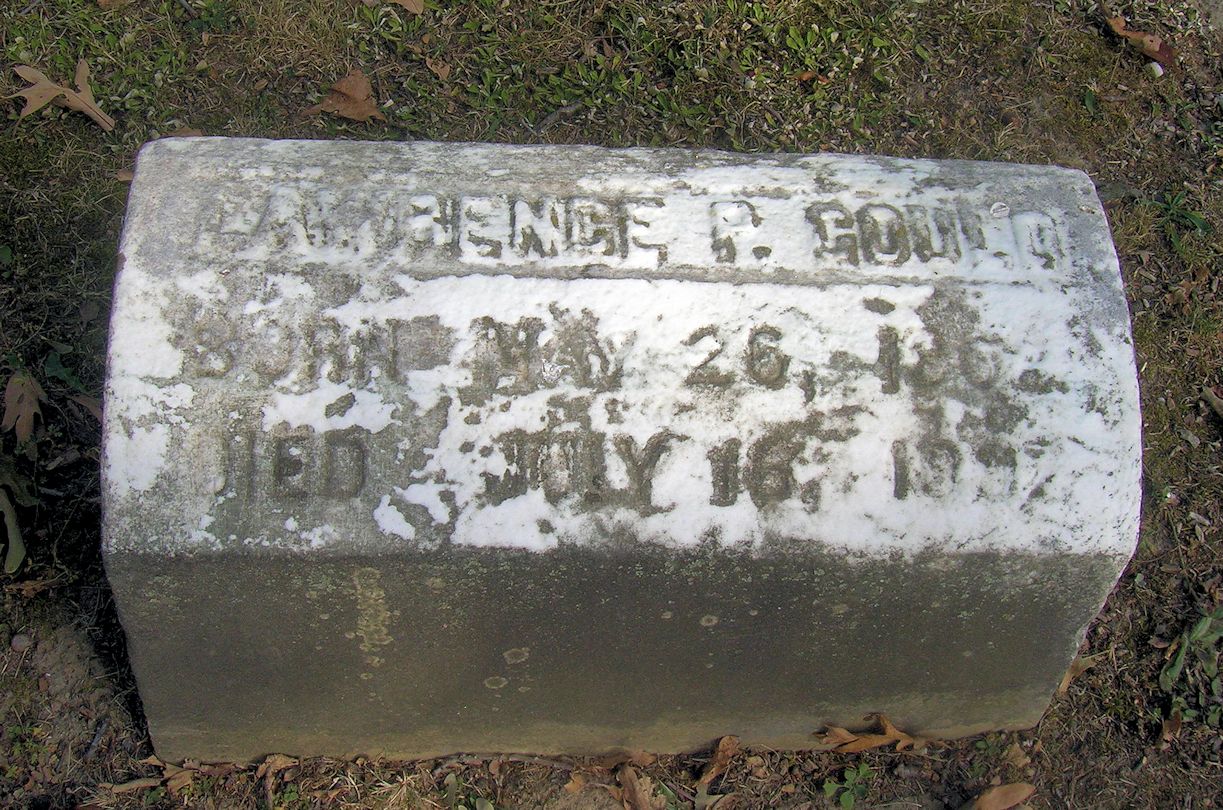 LAWRENCE P. GOULD
BORN MAY 26,
DIED JULY 16,